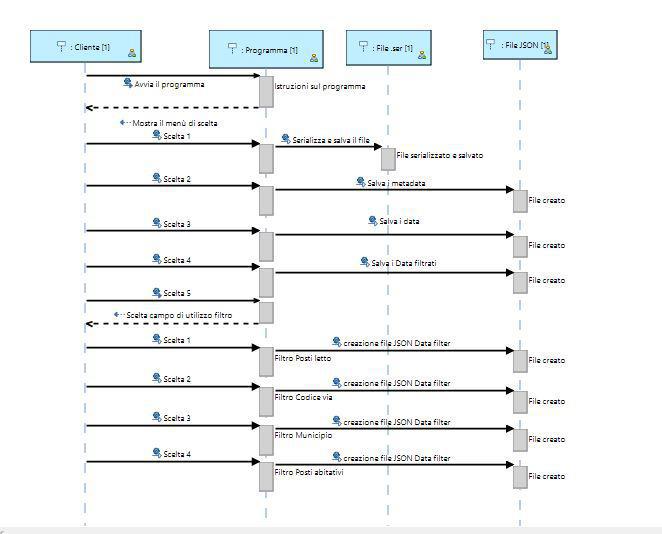 : Cliente [1]
: Programma [1]
: File .ser [1]
: File JSON [1]
Avvia il programma
Istruzioni sul programma
Mostra il menù di scelta
Scelta 1
Serializza e salva il file
File serializzato e salvato
Scelta 2
Salva i metadata
File creato
Scelta 3
Salva i data
File creato
Scelta 4
Salva i Data filtrati
File creato
Scelta 5
Scelta campo di utilizzo filtro
Scelta 1
creazione file JSON Data filter
Filtro Posti letto
File creato
Scelta 2
creazione file JSON Data filter
Filtro Codice via
File creato
Scelta 3
creazione file JSON Data filter
Filtro Municipio
File creato
Scelta 4
creazione file JSON Data filter
Filtro Posti abitativi
File creato